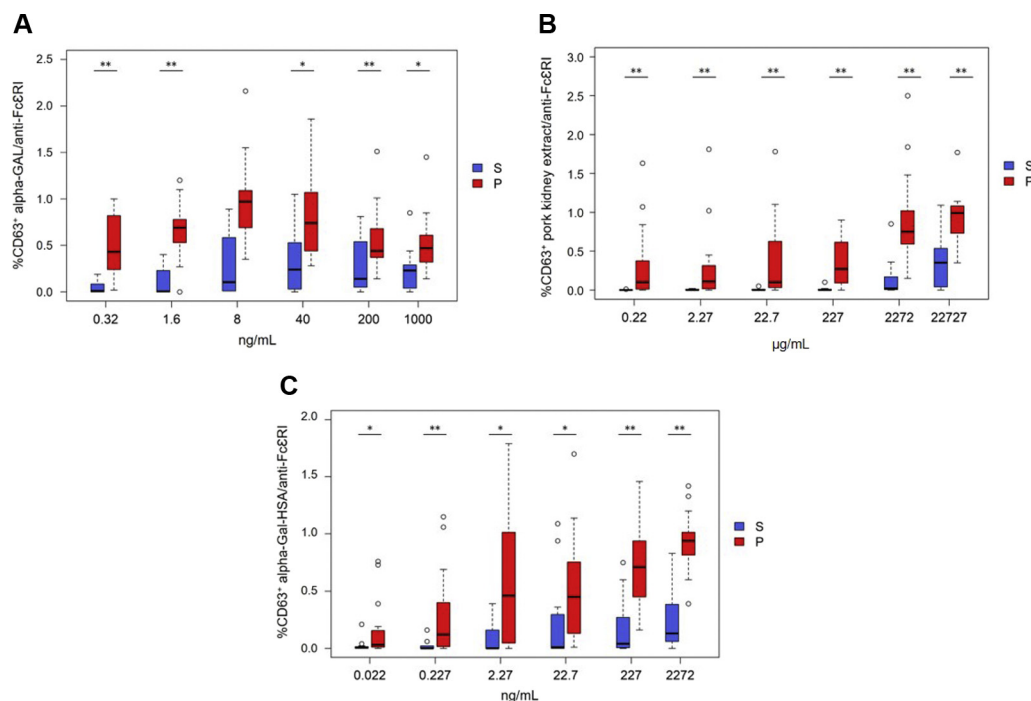 A
%CD63+ alpha-GAL/anti-FcεRI
2.5
2.0
1.5
1.0
0.5
0.0
** ** * ** *
0.32 1.6 8 40 200 1000
ng/mL
S
P
B
%CD63+ pork kidney extract/anti-FcεRI
3.0
2.5
2.0
1.5
1.0
0.5
0.0
** ** ** ** ** **
0.22 2.27 22.7 227 2272 22727
µg/mL
S
P
C
%CD63+ alpha-Gal-HSA/anti-FcεRI
2.0
1.5
1.0
0.5
0.0
* ** * * ** **
0.022 0.227 2.27 22.7 227 2272
ng/mL
S
P